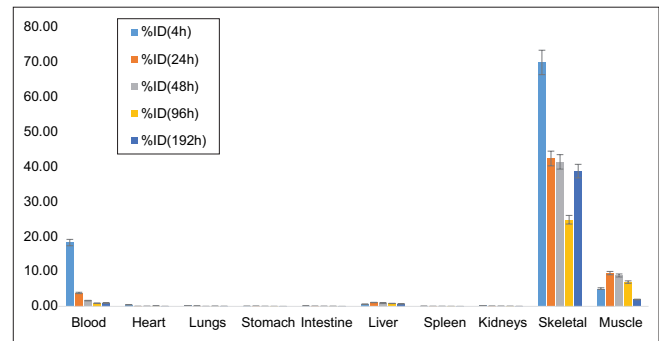 80.00
70.00
60.00
50.00
40.00
30.00
20.00
10.00
0.00
%ID(4h)
%ID(24h)
%ID(48h)
%ID(96h)
%ID(192h)
Blood Heart Lungs Stomach Intestine Liver Spleen Kidneys Skeletal Muscle